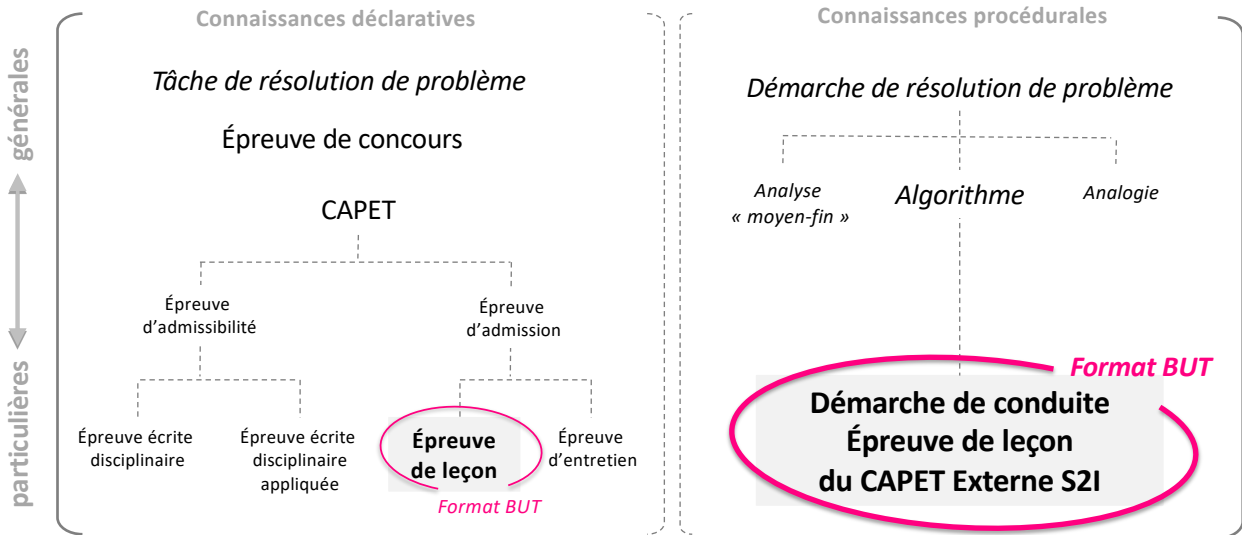 Connaissances déclaratives
Connaissances procédurales
générales
particulières
Tâche de résolution de problème
Épreuve de concours
CAPET
Épreuve
d’admissibilité
Épreuve
d’admission
Épreuve écrite
disciplinaire
Épreuve écrite
disciplinaire
appliquée
Épreuve
de leçon
Format BUT
Épreuve
d’entretien
Démarche de résolution de problème
Analyse
« moyen-fin »
Algorithme
Analogie
Format BUT
Démarche de conduite
Épreuve de leçon
du CAPET Externe S2I